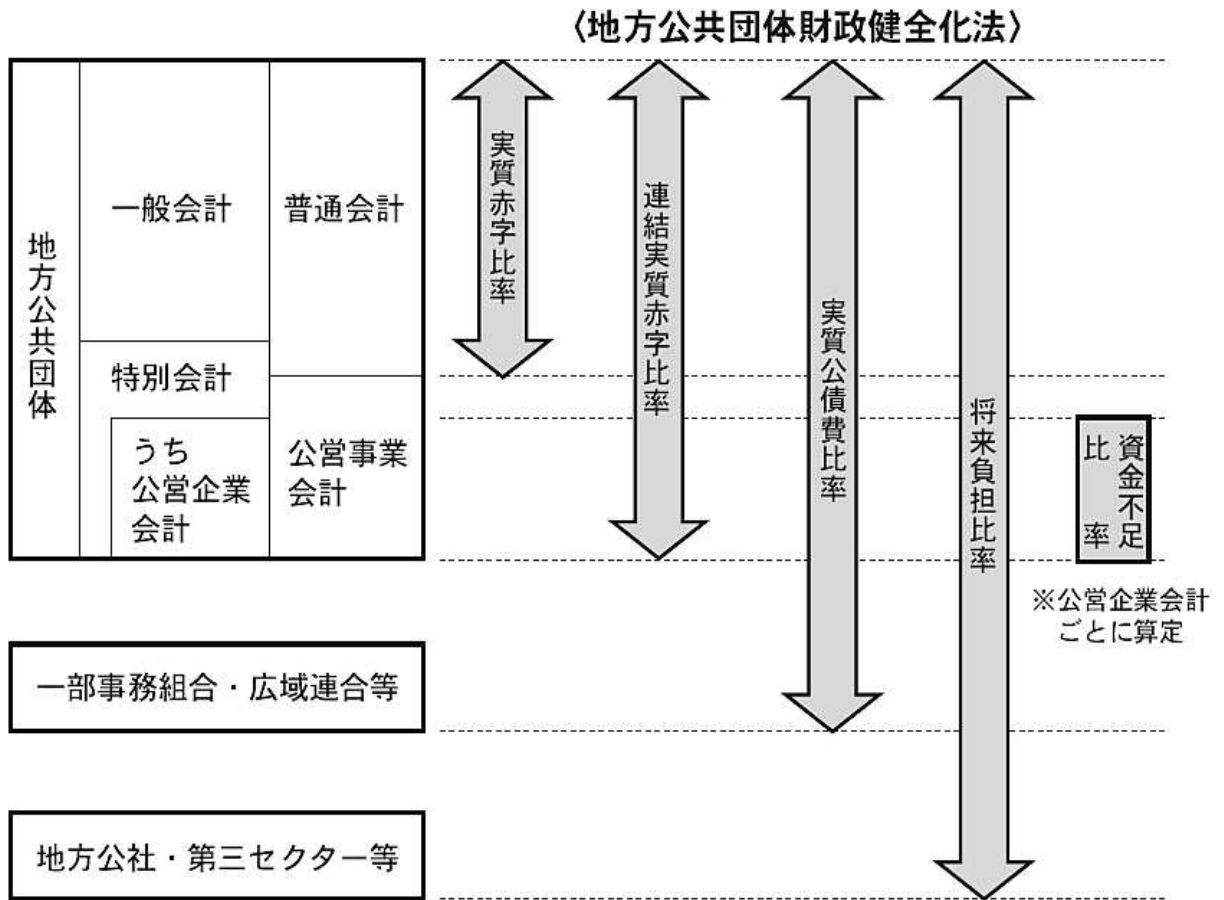 〈地方公共団体財政健全化法〉
地方公共団体
一般会計
普通会計
特別会計
うち
公営企業
会計
公営事業
会計
実質赤字比率
連結実質赤字比率
実質公債費比率
将来負担比率
資金不足
比率
※公営企業会計
ごとに算定
一部事務組合・広域連合等
地方公社・第三セクター等